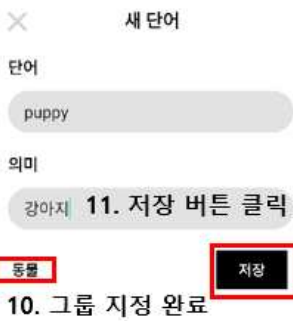 새 단어
단어
puppy
의미
강아지 11. 저장 버튼 클릭
동물 저장
10. 그룹 지정 완료